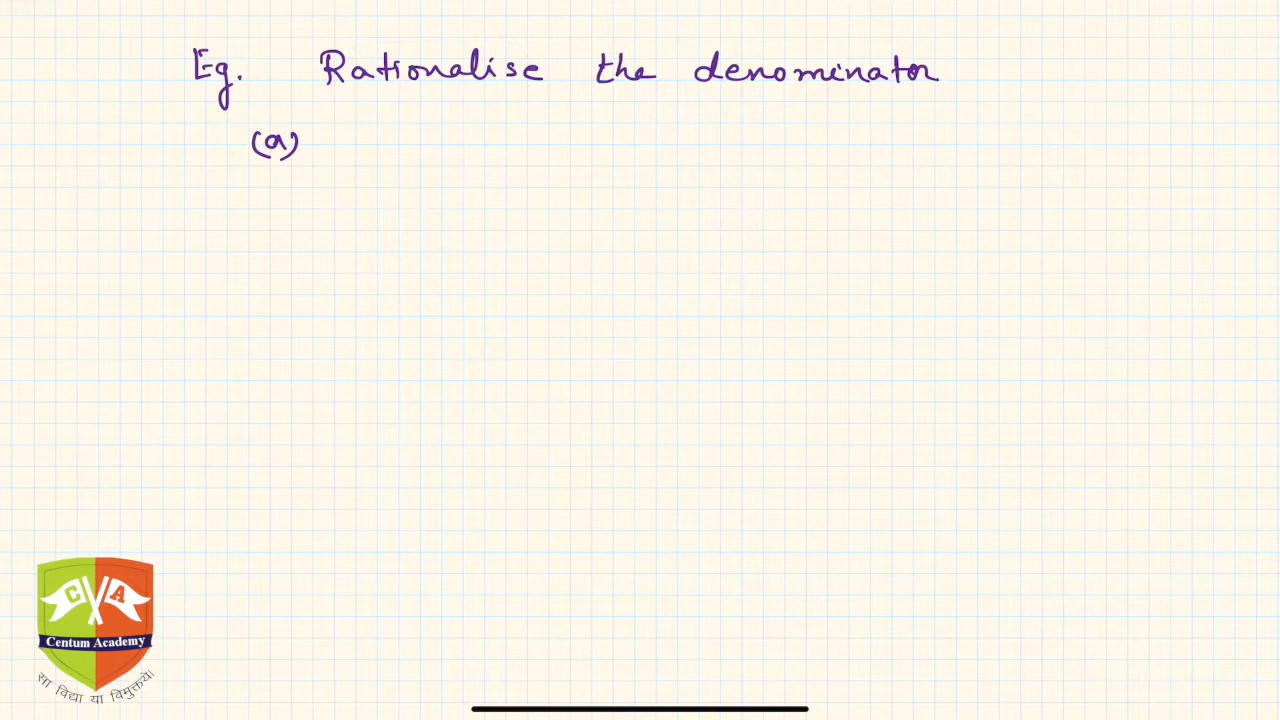 Eg. Rationalise the denominator
(a)
C A
Centum Academy
सा विद्या या विमुक्तये।